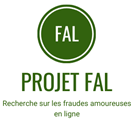 FAL
PROJET FAL
Recherche sur les fraudes amoureuses
en ligne